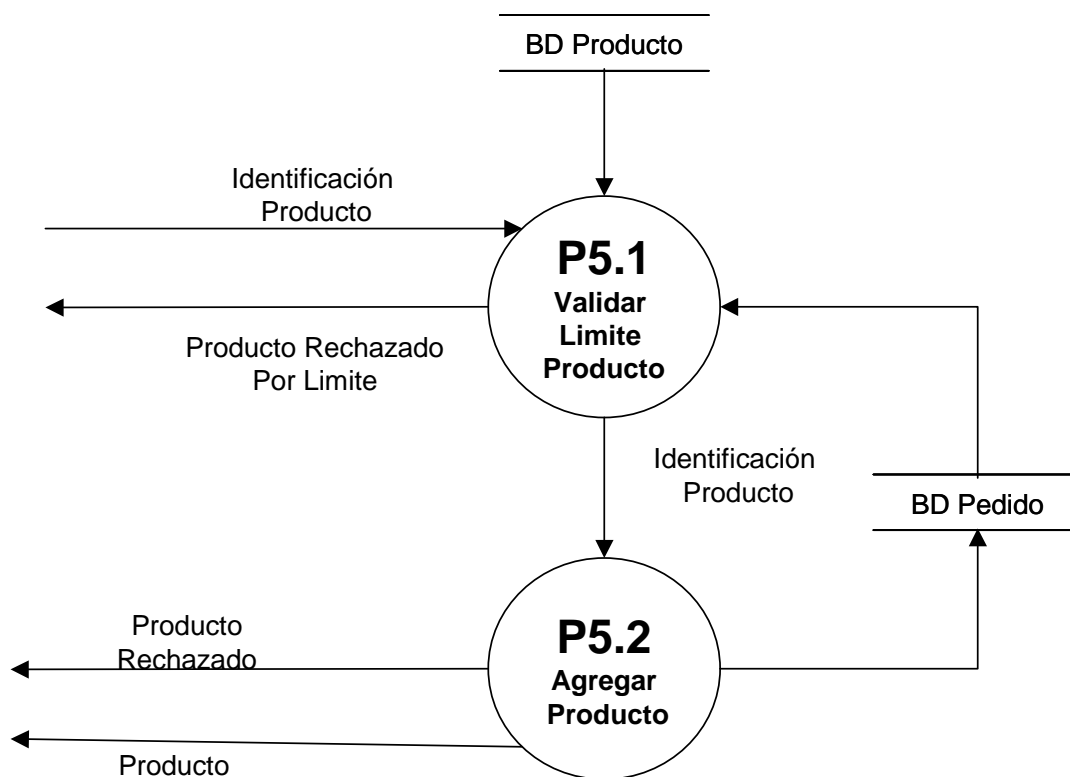 BD Producto
Identificación
Producto
P5.1
Validar
Limite
Producto
Producto Rechazado
Por Limite
Identificación
Producto
BD Pedido
Producto
Rechazado
P5.2
Agregar
Producto
Producto